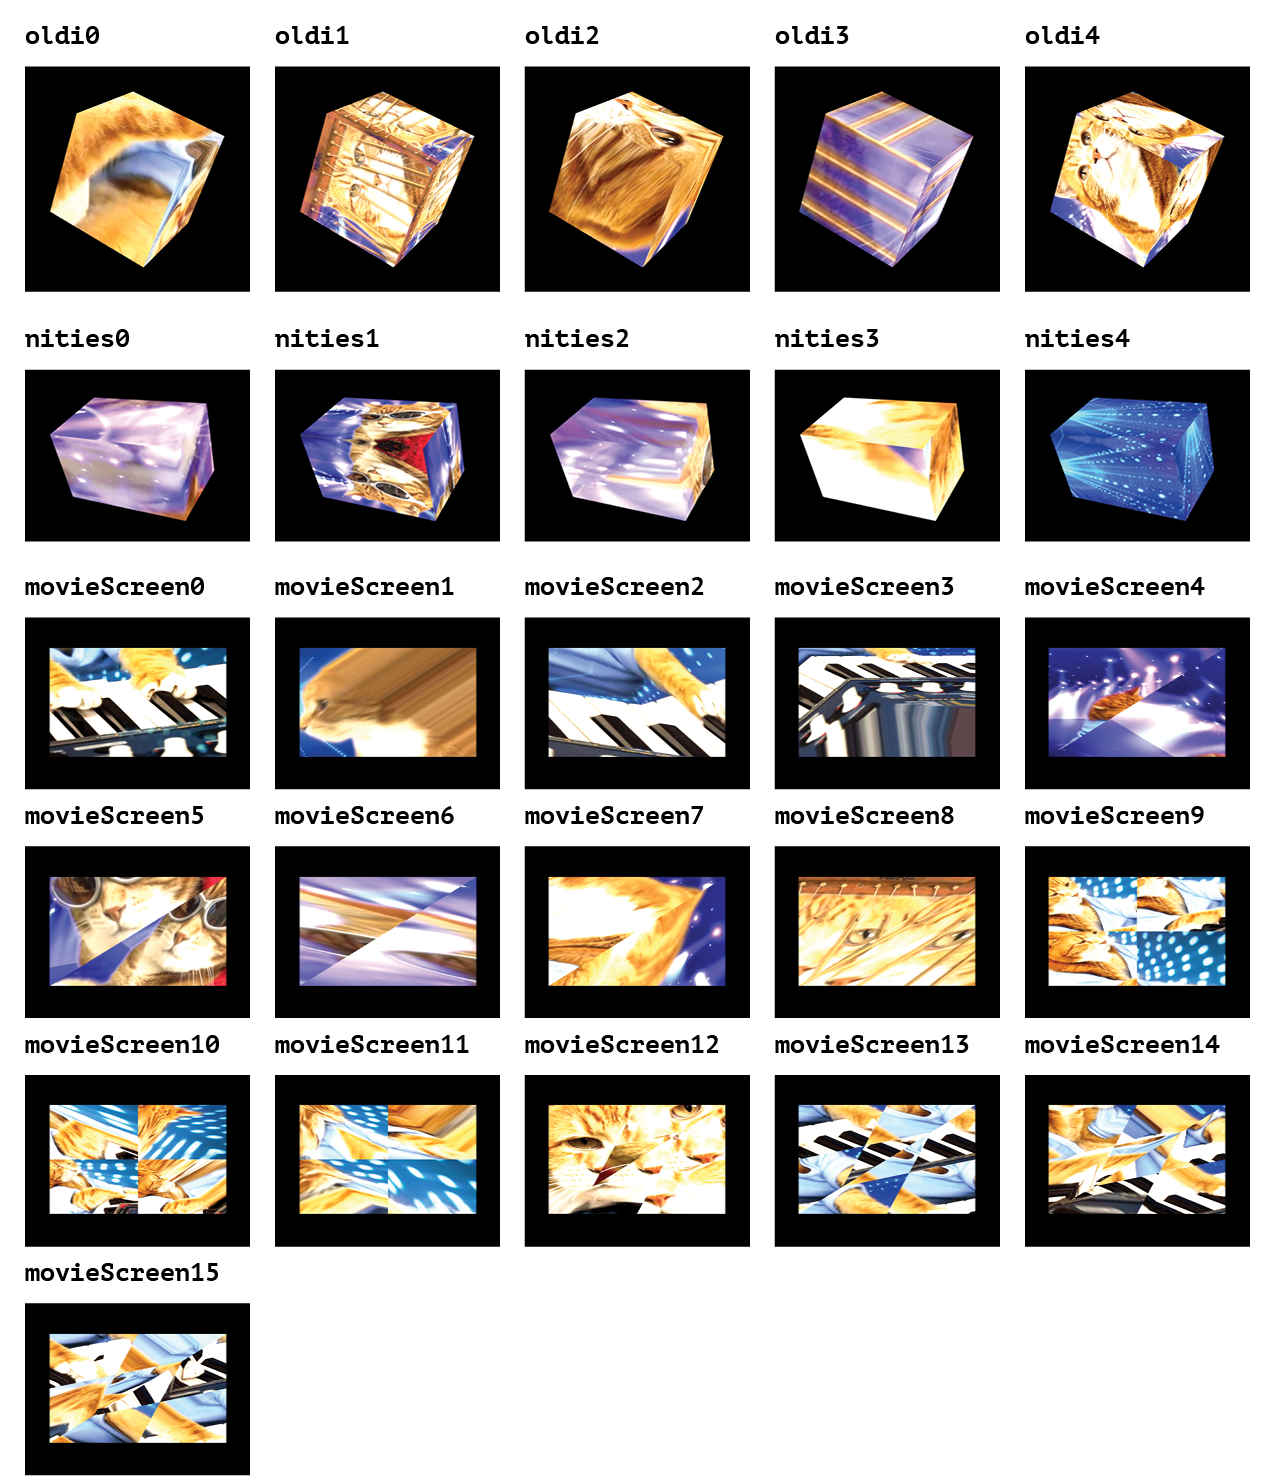 oldi0 oldi1 oldi2 oldi3 oldi4
nities0 nities1 nities2 nities3 nities4
movieScreen0 movieScreen1 movieScreen2 movieScreen3 movieScreen4
movieScreen5 movieScreen6 movieScreen7 movieScreen8 movieScreen9
movieScreen10 movieScreen11 movieScreen12 movieScreen13 movieScreen14
movieScreen15